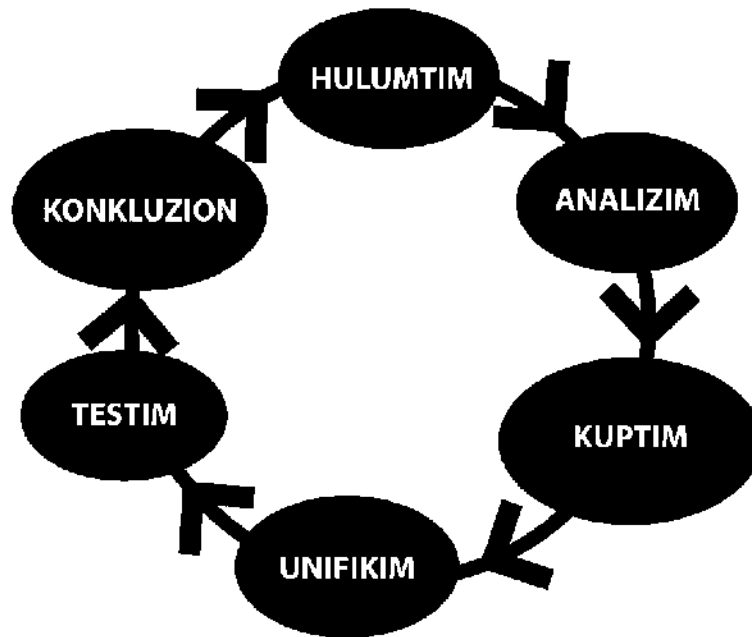 HULUMTIM
ANALIZIM
KUPTIM
UNIFIKIM
TESTIM
KONKLUZION